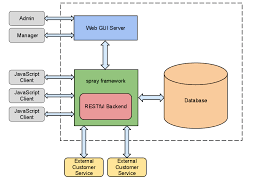 Admin
Manager
Web GUI Server
JavaScript
Client
JavaScript
Client
JavaScript
Client
spray framework
RESTful Backend
Database
External
Customer
Service
External
Customer
Service